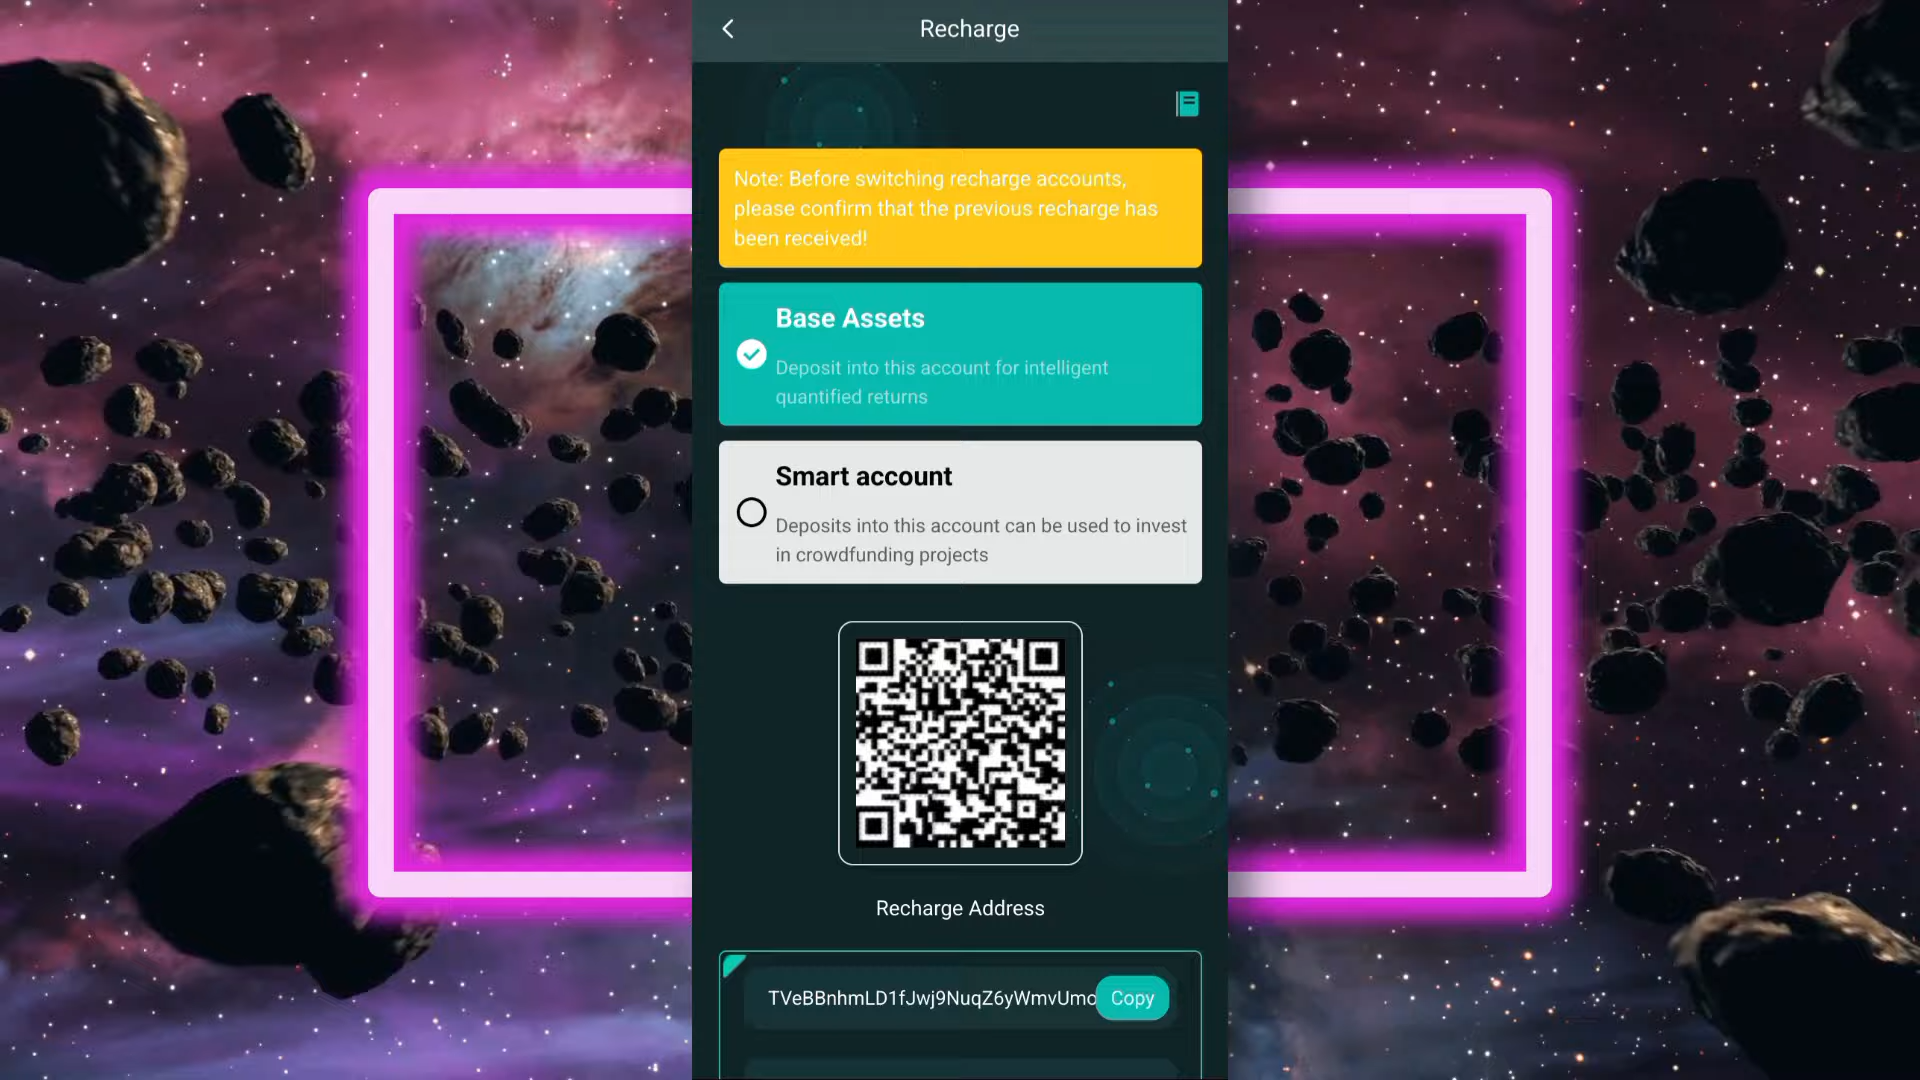 Recharge
Note: Before switching recharge accounts,
please confirm that the previous recharge has
been received!
Base Assets
Deposit into this account for intelligent
quantified returns
Smart account
Deposits into this account can be used to invest
in crowdfunding projects
Recharge Address
TVeBBnhmLD1fJwj9NuqZ6yWmvUmo
Copy